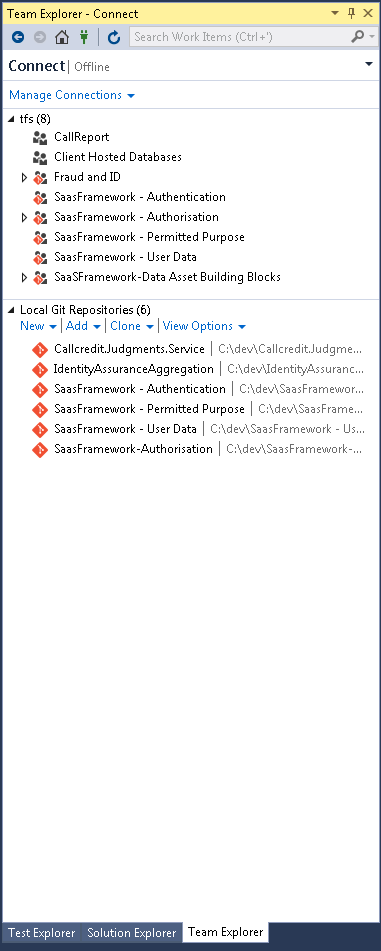 Team Explorer - Connect
Search Work Items (Ctrl+')
Connect | Offline
Manage Connections
tfs (8)
CallReport
Client Hosted Databases
Fraud and ID
SaasFramework - Authentication
SaasFramework - Authorisation
SaasFramework - Permitted Purpose
SaasFramework - User Data
SaaSFramework-Data Asset Building Blocks
Local Git Repositories (6)
New | Add | Clone | View Options
Callcredit.Judgments.Service | C:\dev\Callcredit.Judgme...
IdentityAssuranceAggregation | C:\dev\IdentityAssuranc...
SaasFramework - Authentication | C:\dev\SaasFramewor...
SaasFramework - Permitted Purpose | C:\dev\SaasFrame...
SaasFramework - User Data | C:\dev\SaasFramework - Us...
SaasFramework-Authorisation | C:\dev\SaasFramework-...
Test Explorer Solution Explorer Team Explorer